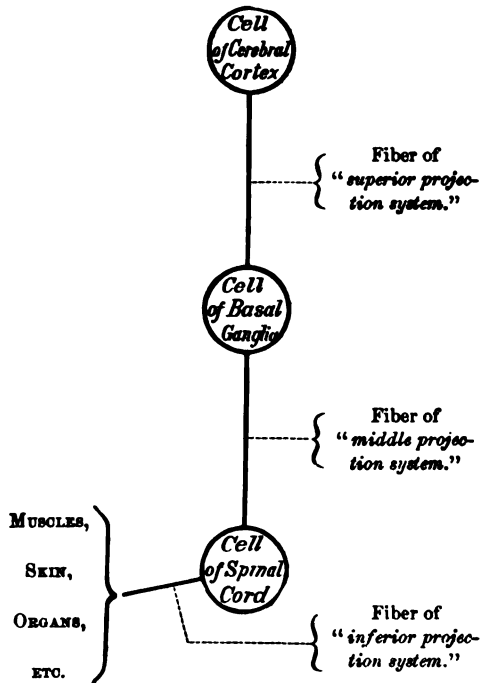 Cell
of Cerebral
Cortex
Fiber of
“superior projec-
tion system.”
Cell
of Basal
Ganglia
Fiber of
“middle projec-
tion system.”
MUSCLES,
SKIN,
ORGANS,
ETC.
Cell
of Spinal
Cord
Fiber of
“inferior projec-
tion system.”